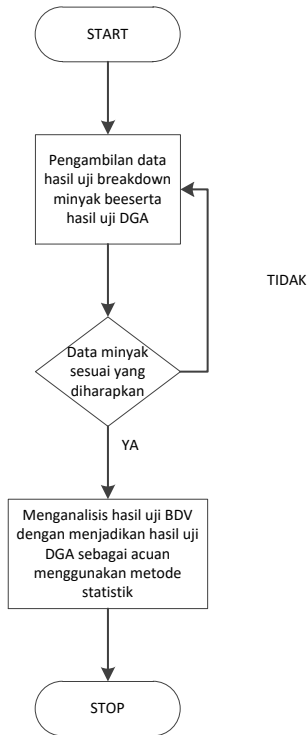 START
Pengambilan data
hasil uji breakdown
minyak beeserta
hasil uji DGA
TIDAK
Data minyak
sesuai yang
diharapkan
YA
Menganalisis hasil uji BDV
dengan menjadikan hasil uji
DGA sebagai acuan
menggunakan metode
statistik
STOP